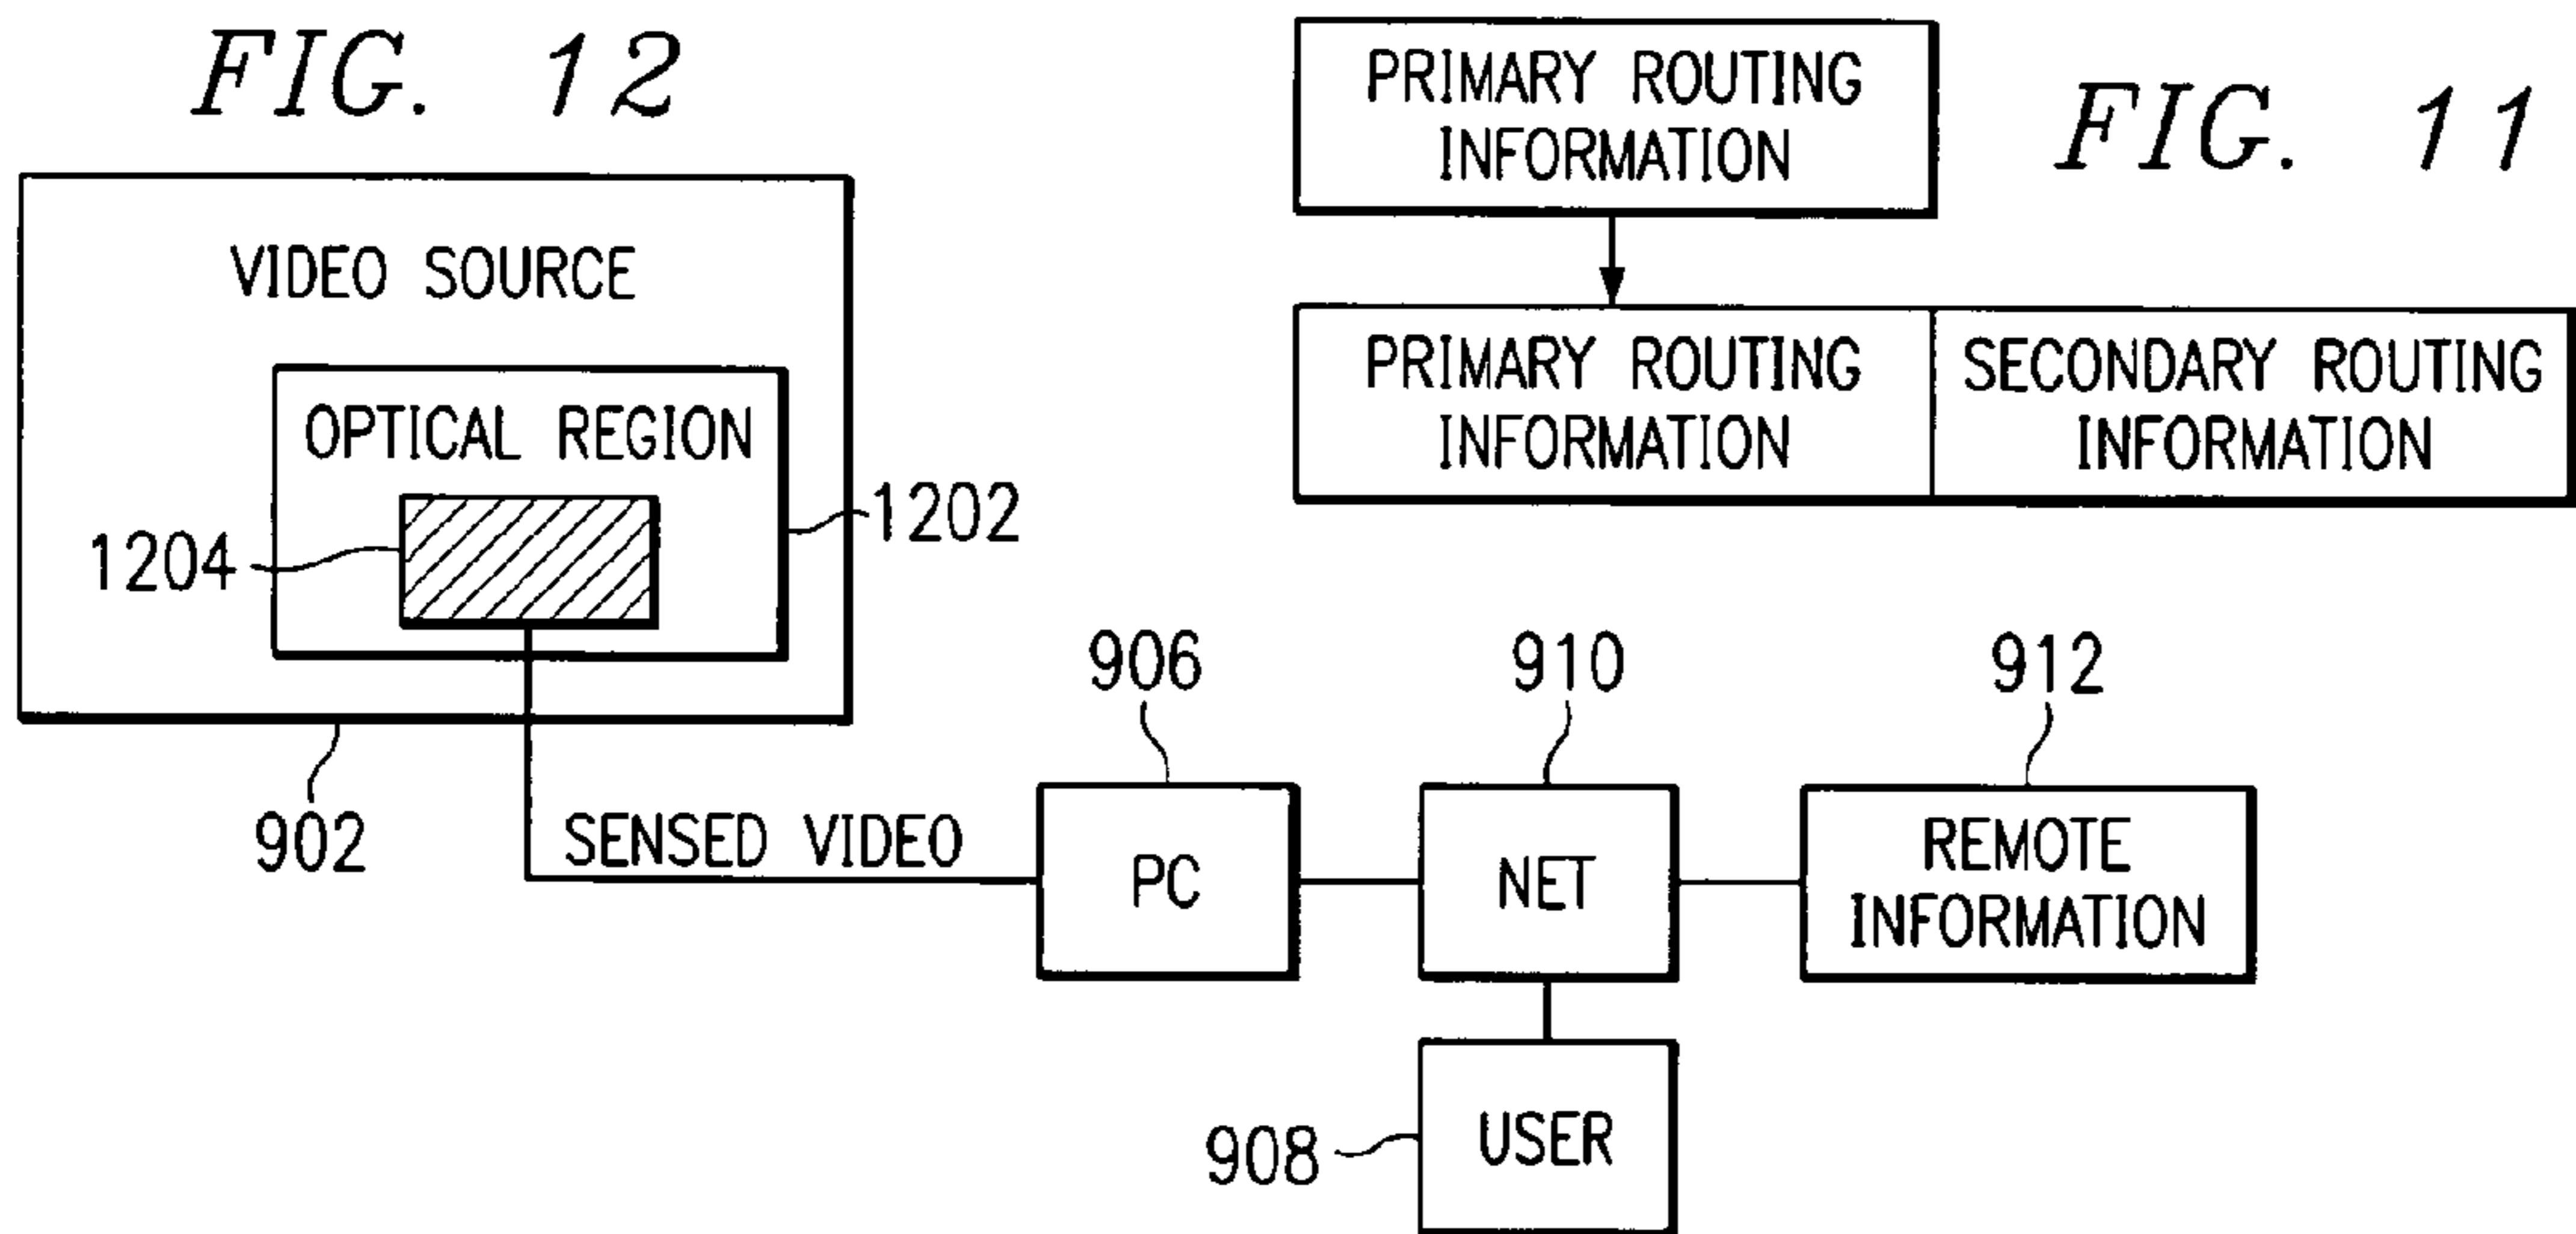 FIG. 12
VIDEO SOURCE
OPTICAL REGION
1204
1202
902
SENSED VIDEO
906
PC
910
NET
912
REMOTE
INFORMATION
908
USER
FIG. 11
PRIMARY ROUTING
INFORMATION
PRIMARY ROUTING
INFORMATION
SECONDARY ROUTING
INFORMATION